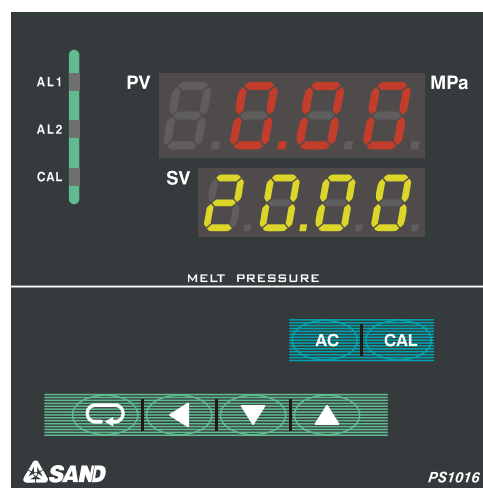 AL1
PV 0.00 MPa
AL2
CAL
SV 20.00
MELT PRESSURE
AC CAL
SAND
PS1016